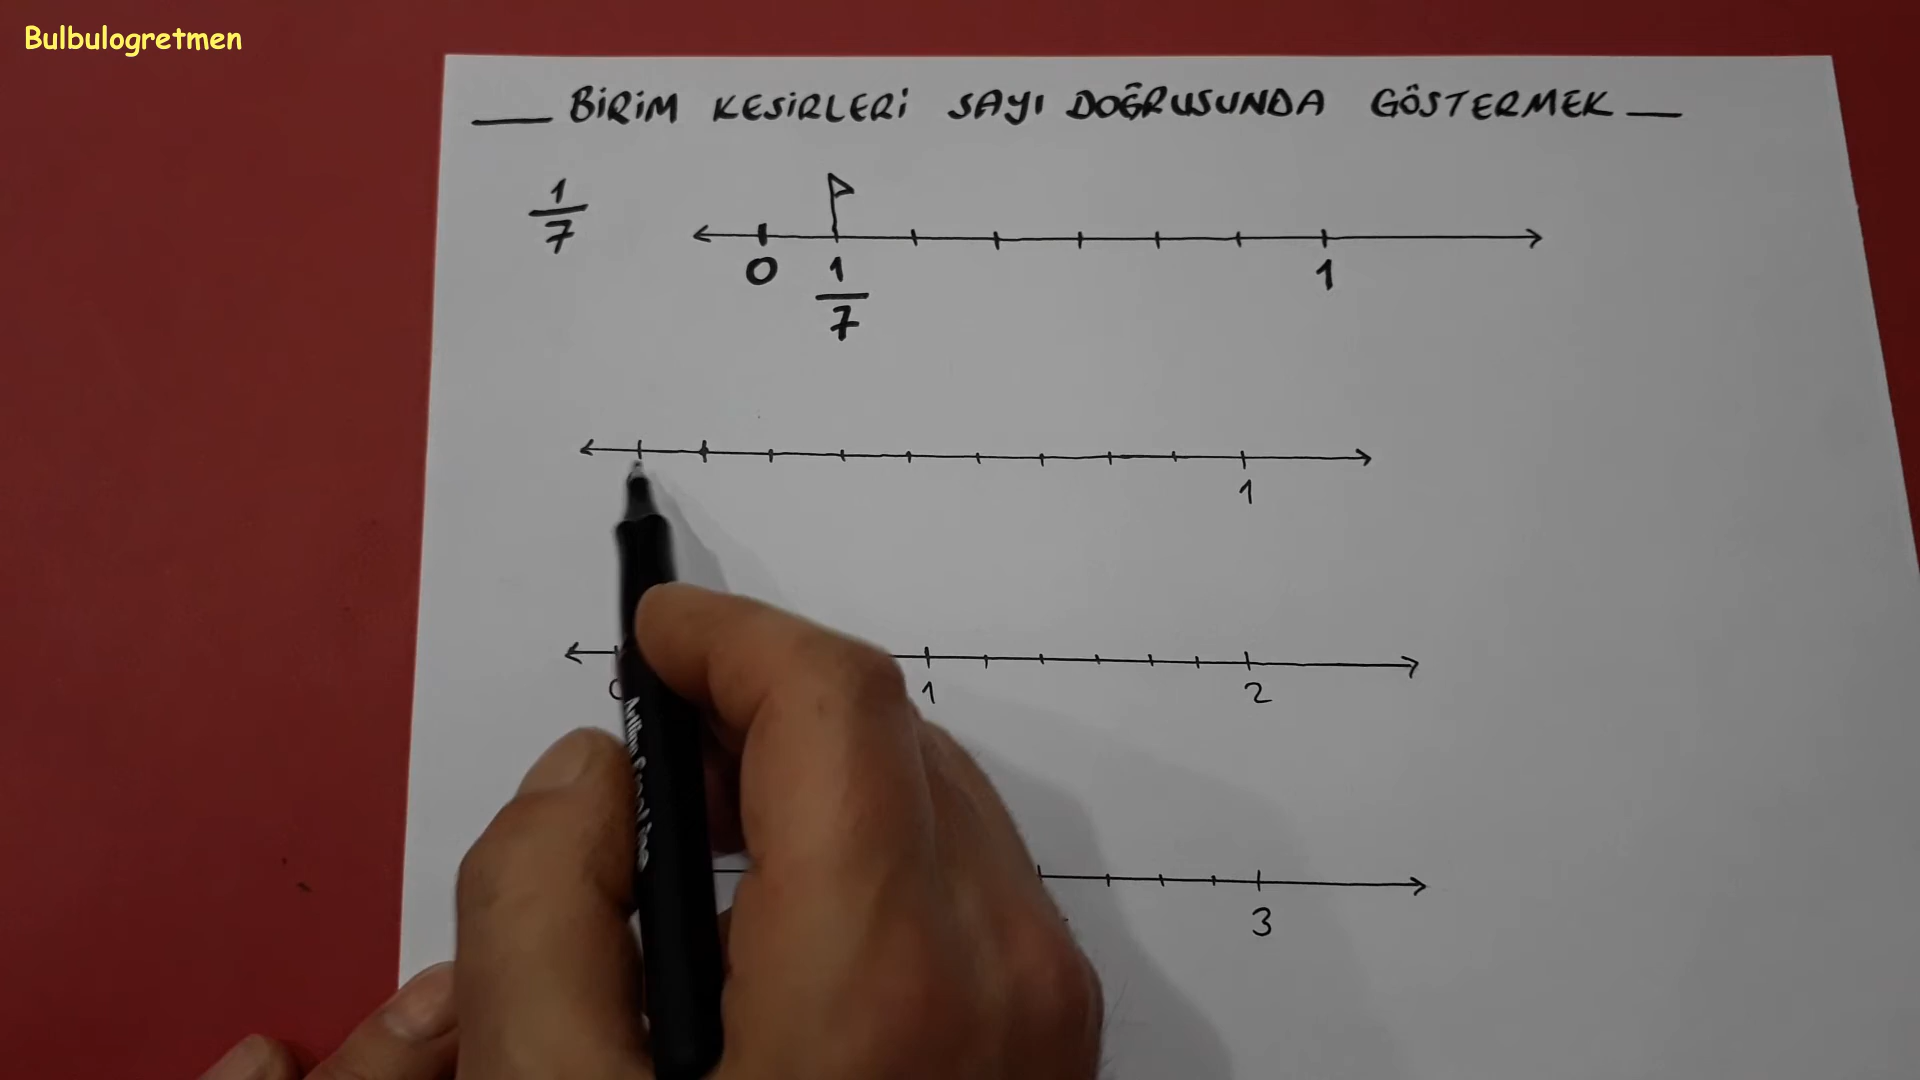 Bulbulogretmen
BİRİM KESİRLERİ SAYI DOĞRUSUNDA GÖSTERMEK
1
7
0 1 1
7
1
1 2
3